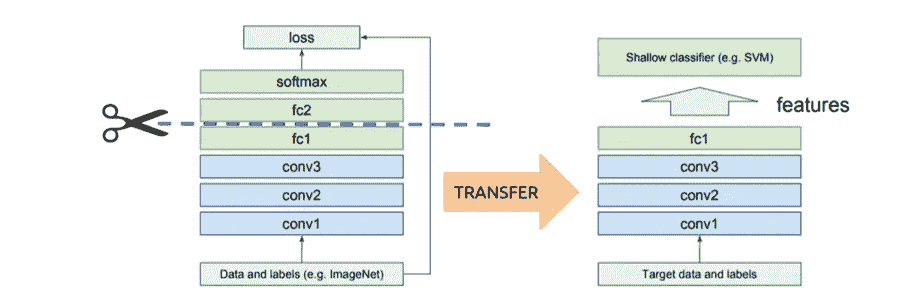 loss
softmax
fc2
fc1
conv3
conv2
conv1
Data and labels (e.g. ImageNet)
TRANSFER
Shallow classifier (e.g. SVM)
features
fc1
conv3
conv2
conv1
Target data and labels